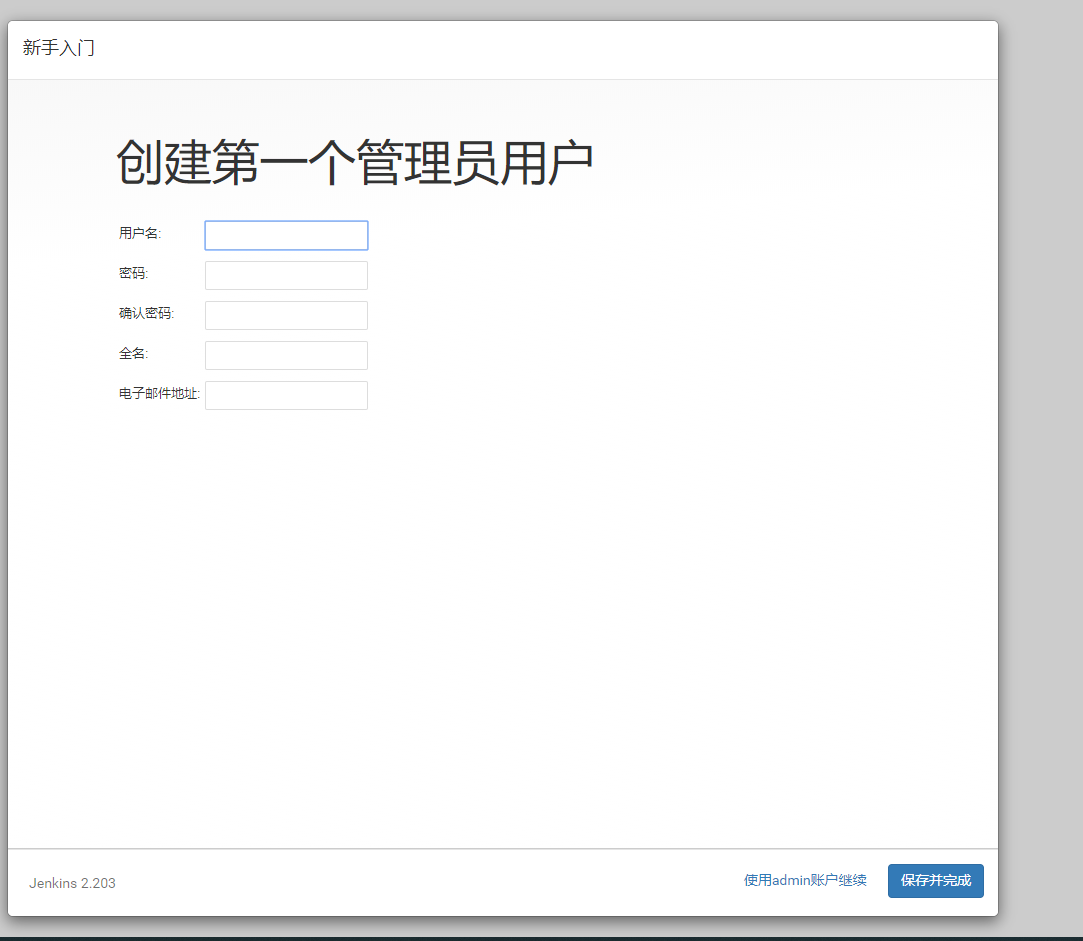 新手入门
创建第一个管理员用户
用户名:
密码:
确认密码:
全名:
电子邮件地址:
Jenkins 2.203
使用admin账户继续
保存并完成